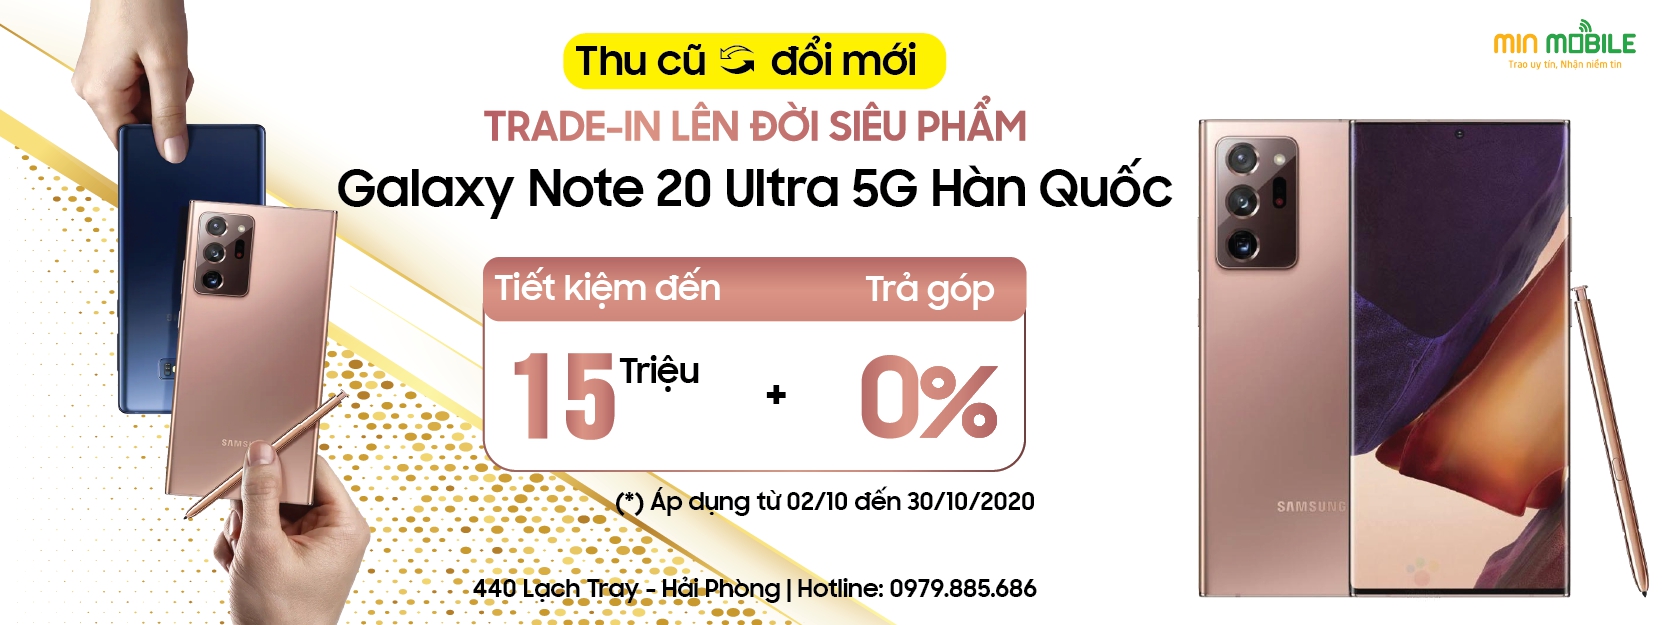 MIN MOBILE
Trao uy tín, Nhận niềm tin
Thu cũ đổi mới
TRADE-IN LÊN ĐỜI SIÊU PHẨM
Galaxy Note 20 Ultra 5G Hàn Quốc
Tiết kiệm đến Trả góp
15 Triệu + 0%
SAMSUNG
(*) Áp dụng từ 02/10 đến 30/10/2020
440 Lạch Tray - Hải Phòng | Hotline: 0979.885.686